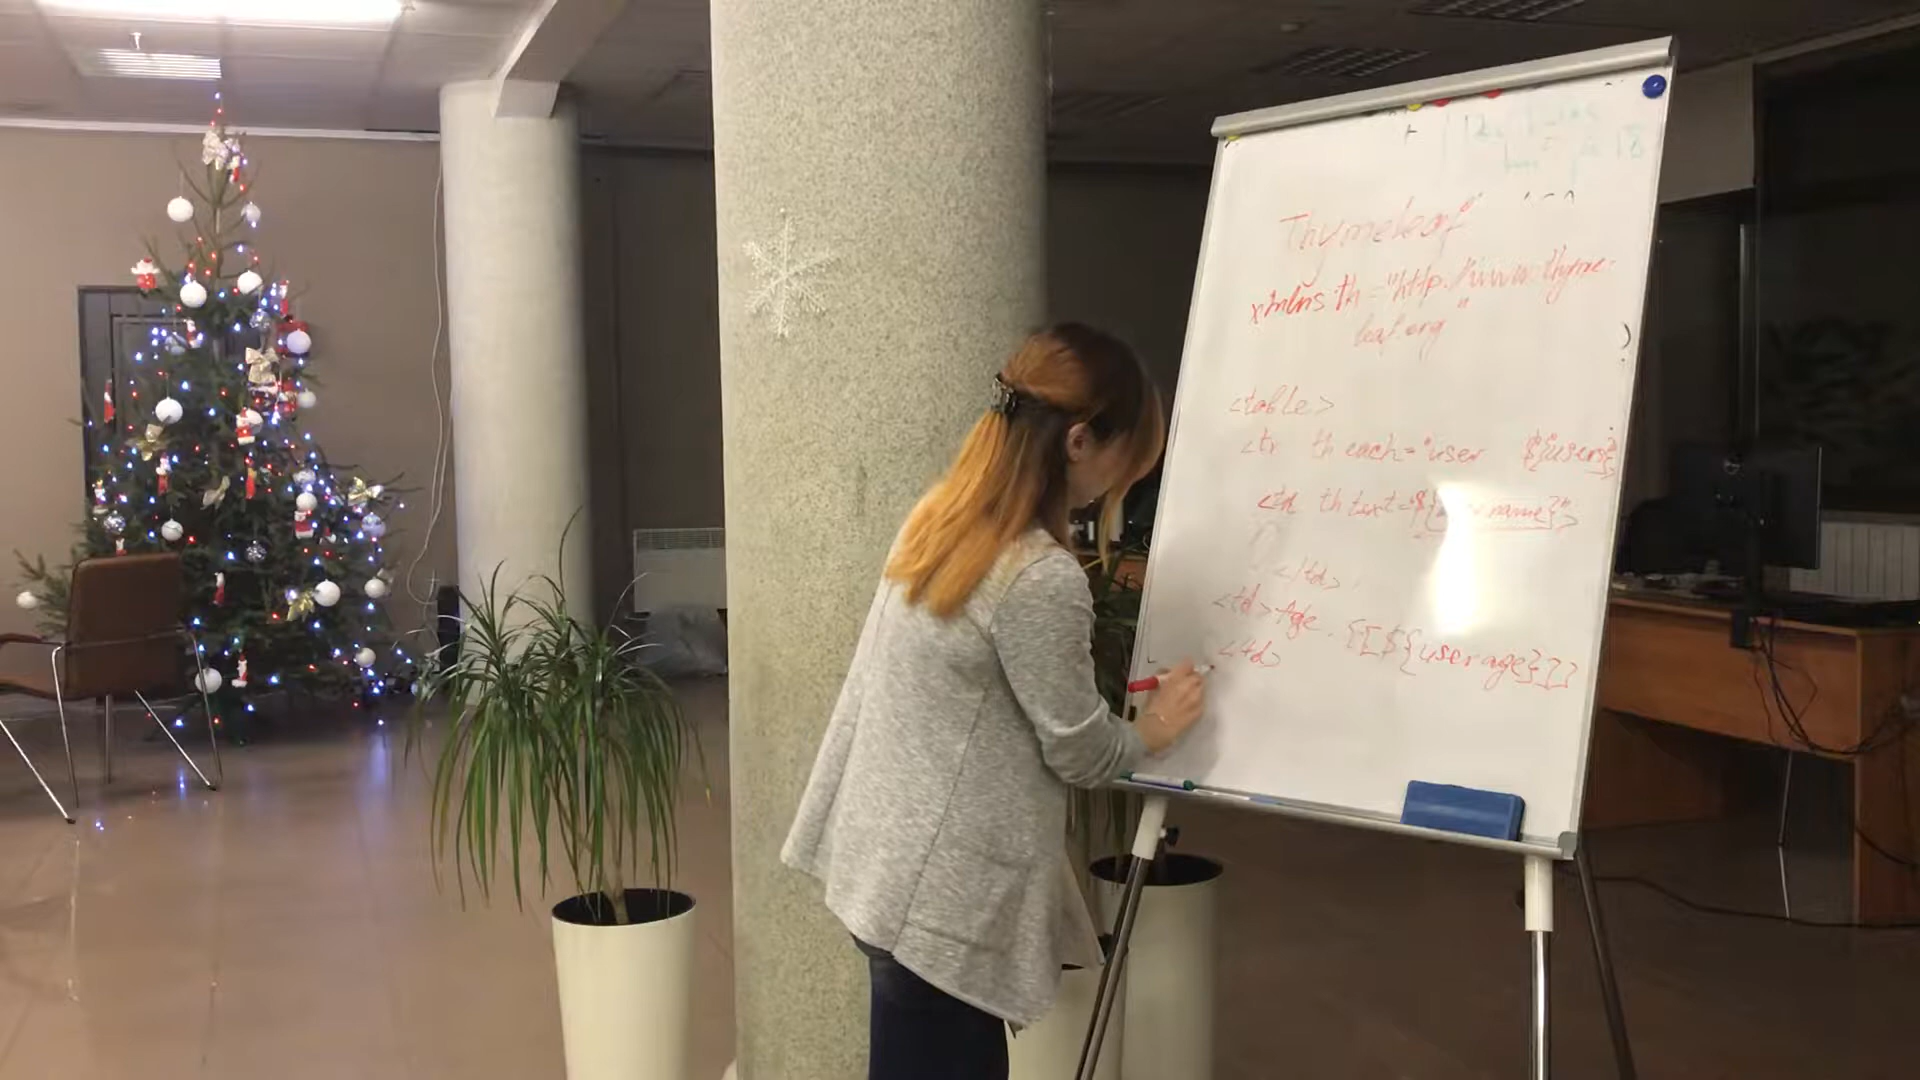 Thymeleaf"
xmlns:th="http://www.thyme-
leaf.org"
<table>
<tr th each="user ${users}
<td th text="${user name}">
</td>
<td>Age. {[${user age}]}
</td>